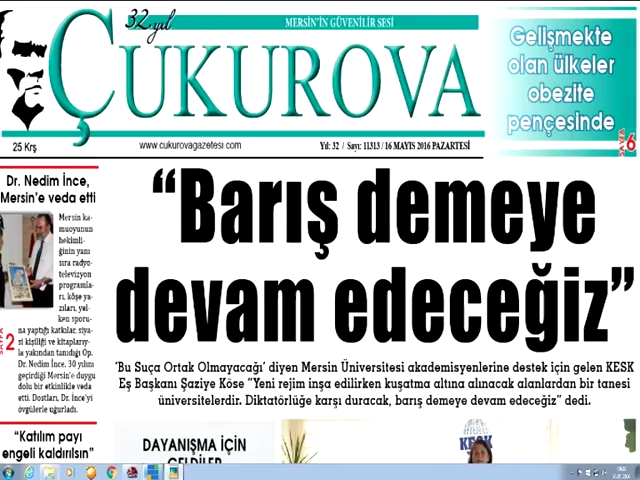 32 yıl
MERSİN'İN GÜVENİLİR SESİ
ÇUKUROVA
25 Krş
www.cukurovagazetesi.com
Yıl: 32 / Sayı: 11313 / 16 MAYIS 2016 PAZARTESİ
Gelişmekte
olan ülkeler
obezite
pençesinde
SAYFA 6
Dr. Nedim İnce,
Mersin'e veda etti
Mersin ka-
muoyunun
hekimli-
ğinin yanı
sıra radyo-
televizyon
programla-
rı, köşe ya-
zıları, yel-
ken sporu-
na yaptığı katkılar, siya-
si kişiliği ve kitaplarıy-
la yakından tanıdığı Op.
Dr. Nedim İnce, 30 yılını
geçirdiği Mersin'e duygu
dolu bir etkinlikle veda
etti. Dostları, Dr. İnce'yi
övgülerle uğurladı.
SAYFA 2
"Katılım payı
engeli kaldırılsın"
"Barış demeye
devam edeceğiz"
'Bu Suça Ortak Olmayacağı' diyen Mersin Üniversitesi akademisyenlerine destek için gelen KESK
Eş Başkanı Şaziye Köse "Yeni rejim inşa edilirken kuşatma altına alınacak alanlardan bir tanesi
üniversitelerdir. Diktatörlüğe karşı duracak, barış demeye devam edeceğiz" dedi.
DAYANIŞMA İÇİN
GELDİLER
KESK